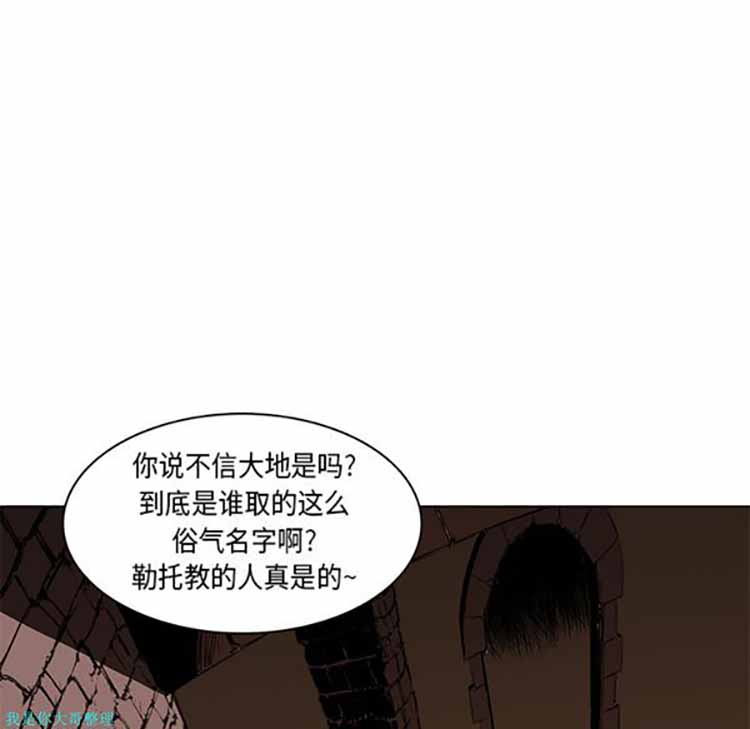 你说不信大地是吗?
到底是谁取的这么
俗气名字啊?
勒托教的人真是的~
我是你大哥整理